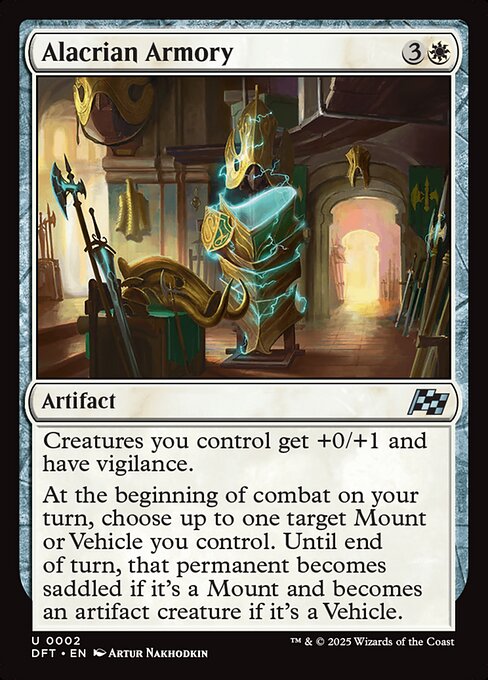 Alacrian Armory 3
Artifact
Creatures you control get +0/+1 and
have vigilance.
At the beginning of combat on your
turn, choose up to one target Mount
or Vehicle you control. Until end
of turn, that permanent becomes
saddled if it's a Mount and becomes
an artifact creature if it's a Vehicle.
U 0002
DFT • EN Artur Nakhodkin
™ & © 2025 Wizards of the Coast